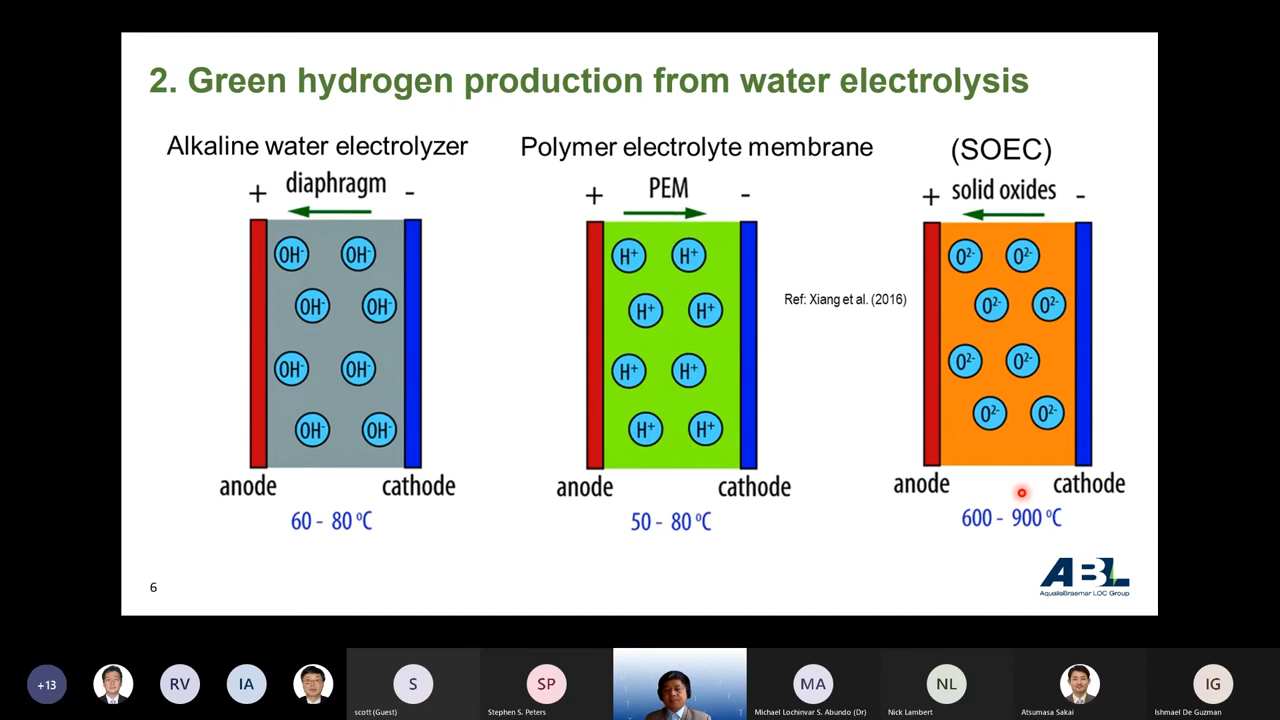 2. Green hydrogen production from water electrolysis
Alkaline water electrolyzer
+ diaphragm -
OH- OH-
OH- OH-
OH- OH-
OH- OH-
anode cathode
60 - 80 ºC
Polymer electrolyte membrane
+ PEM -
H+ H+
H+ H+
H+ H+
H+ H+
anode cathode
50 - 80 ºC
Ref: Xiang et al. (2016)
(SOEC)
+ solid oxides -
O2- O2-
O2- O2-
O2- O2-
O2- O2-
anode cathode
600 - 900 ºC
6
ABL
AqualisBraemar LOC Group
+13
RV
IA
S
scott (Guest)
SP
Stephen S. Peters
MA
Michael Lochinvar S. Abundo (Dr)
NL
Nick Lambert
Atsumasa Sakai
IG
Ishmael De Guzman